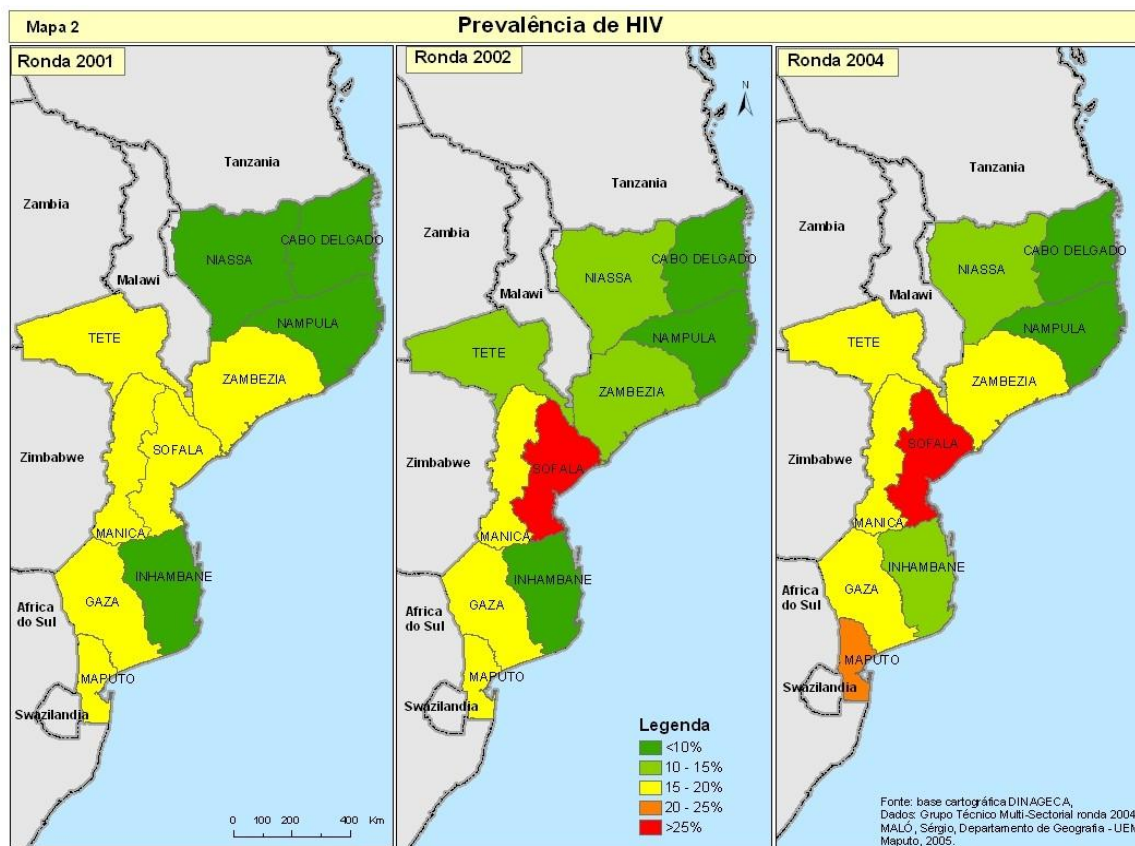 Mapa 2
Prevalência de HIV
Ronda 2001
Tanzania
Zambia
CABO DELGADO
NIASSA
Malawi
NAMPULA
TETE
ZAMBEZIA
SOFALA
Zimbabwe
MANICA
INHAMBANE
GAZA
Africa
do Sul
MAPUTO
Swazilandia
0 100 200 400 Km
Ronda 2002
N
Tanzania
Zambia
CABO DELGADO
NIASSA
Malawi
NAMPULA
TETE
ZAMBEZIA
Zimbabwe
SOFALA
MANICA
INHAMBANE
GAZA
Africa
do Sul
MAPUTO
Swazilandia
Legenda
<10%
10 - 15%
15 - 20%
20 - 25%
>25%
Ronda 2004
Tanzania
Zambia
CABO DELGADO
NIASSA
Malawi
NAMPULA
TETE
ZAMBEZIA
SOFALA
Zimbabwe
MANICA
INHAMBANE
GAZA
Africa
do Sul
MAPUTO
Swazilandia
Fonte: base cartográfica DINAGECA,
Dados: Grupo Técnico Multi-Sectorial ronda 2004
MALÓ, Sérgio, Departamento de Geografia - UEM
Maputo, 2005.